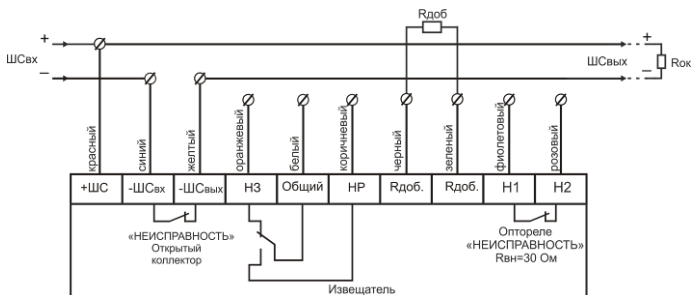 Rдоб
+
+
ШСвх
ШСвых
Rок
–
–
красный
синий
желтый
оранжевый
белый
коричневый
черный
зеленый
фиолетовый
розовый
+ШС
-ШСвх
-ШСвых
НЗ
Общий
НР
Rдоб.
Rдоб.
Н1
Н2
«НЕИСПРАВНОСТЬ»
Открытый
коллектор
Оптореле
«НЕИСПРАВНОСТЬ»
Rвн=30 Ом
Извещатель